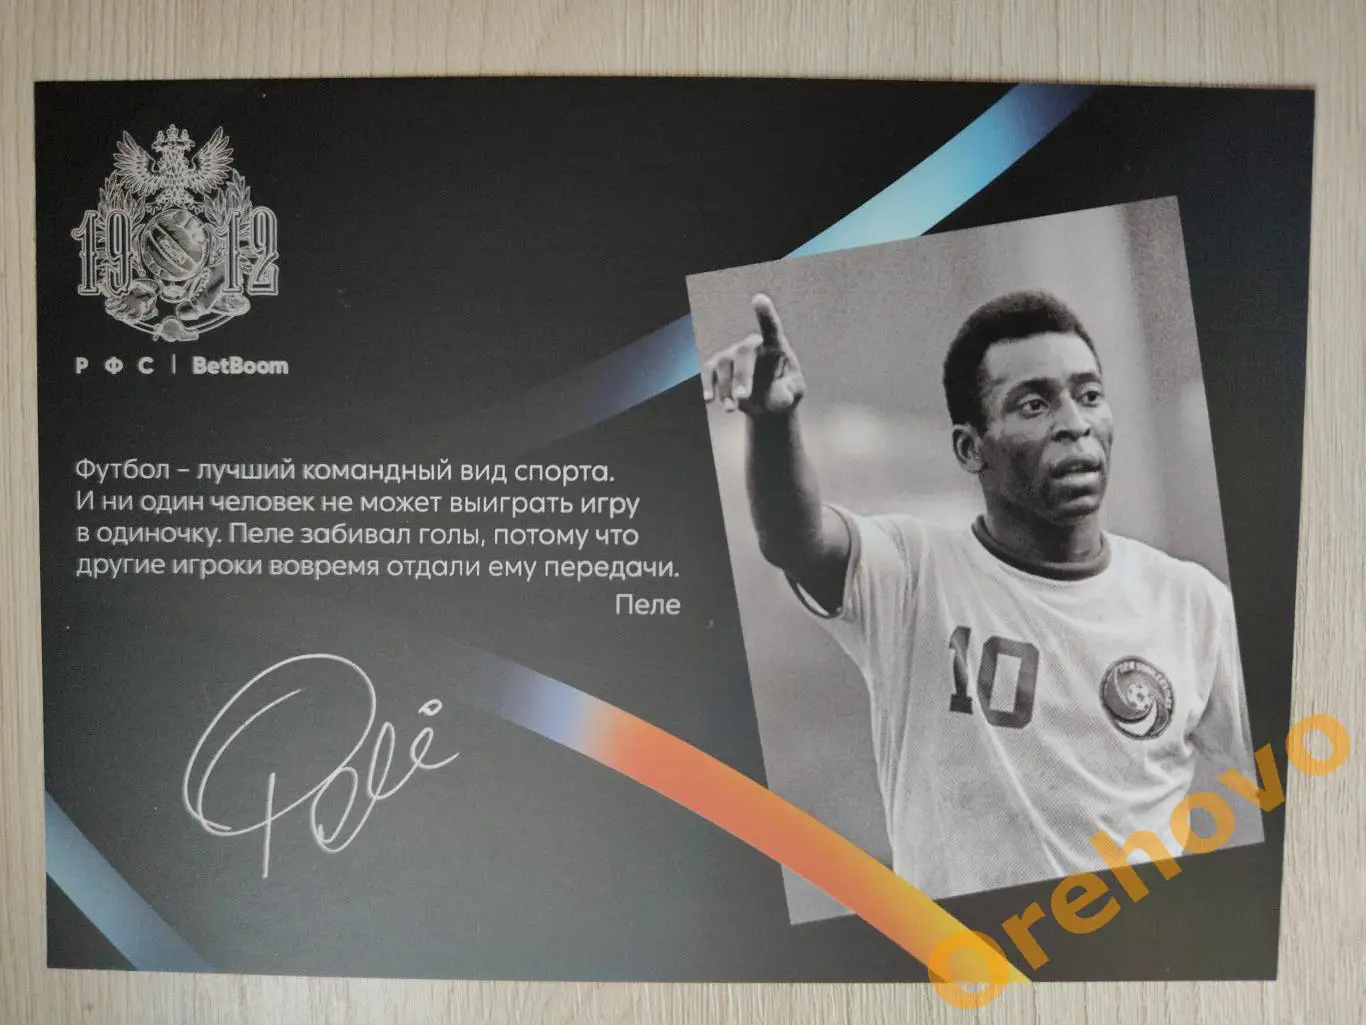 1912
РФС | BetBoom
Футбол – лучший командный вид спорта.
И ни один человек не может выиграть игру
в одиночку. Пеле забивал голы, потому что
другие игроки вовремя отдали ему передачи.
Пеле
Pelé
10
orehovo